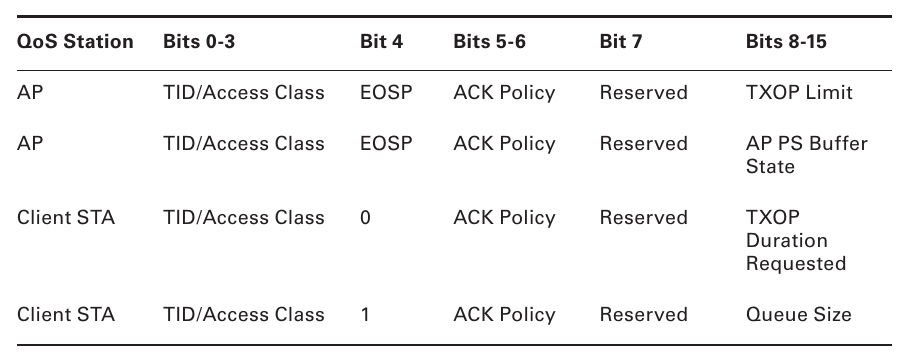 QoS Station Bits 0-3 Bit 4 Bits 5-6 Bit 7 Bits 8-15
AP TID/Access Class EOSP ACK Policy Reserved TXOP Limit
AP TID/Access Class EOSP ACK Policy Reserved AP PS Buffer
State
Client STA TID/Access Class 0 ACK Policy Reserved TXOP
Duration
Requested
Client STA TID/Access Class 1 ACK Policy Reserved Queue Size